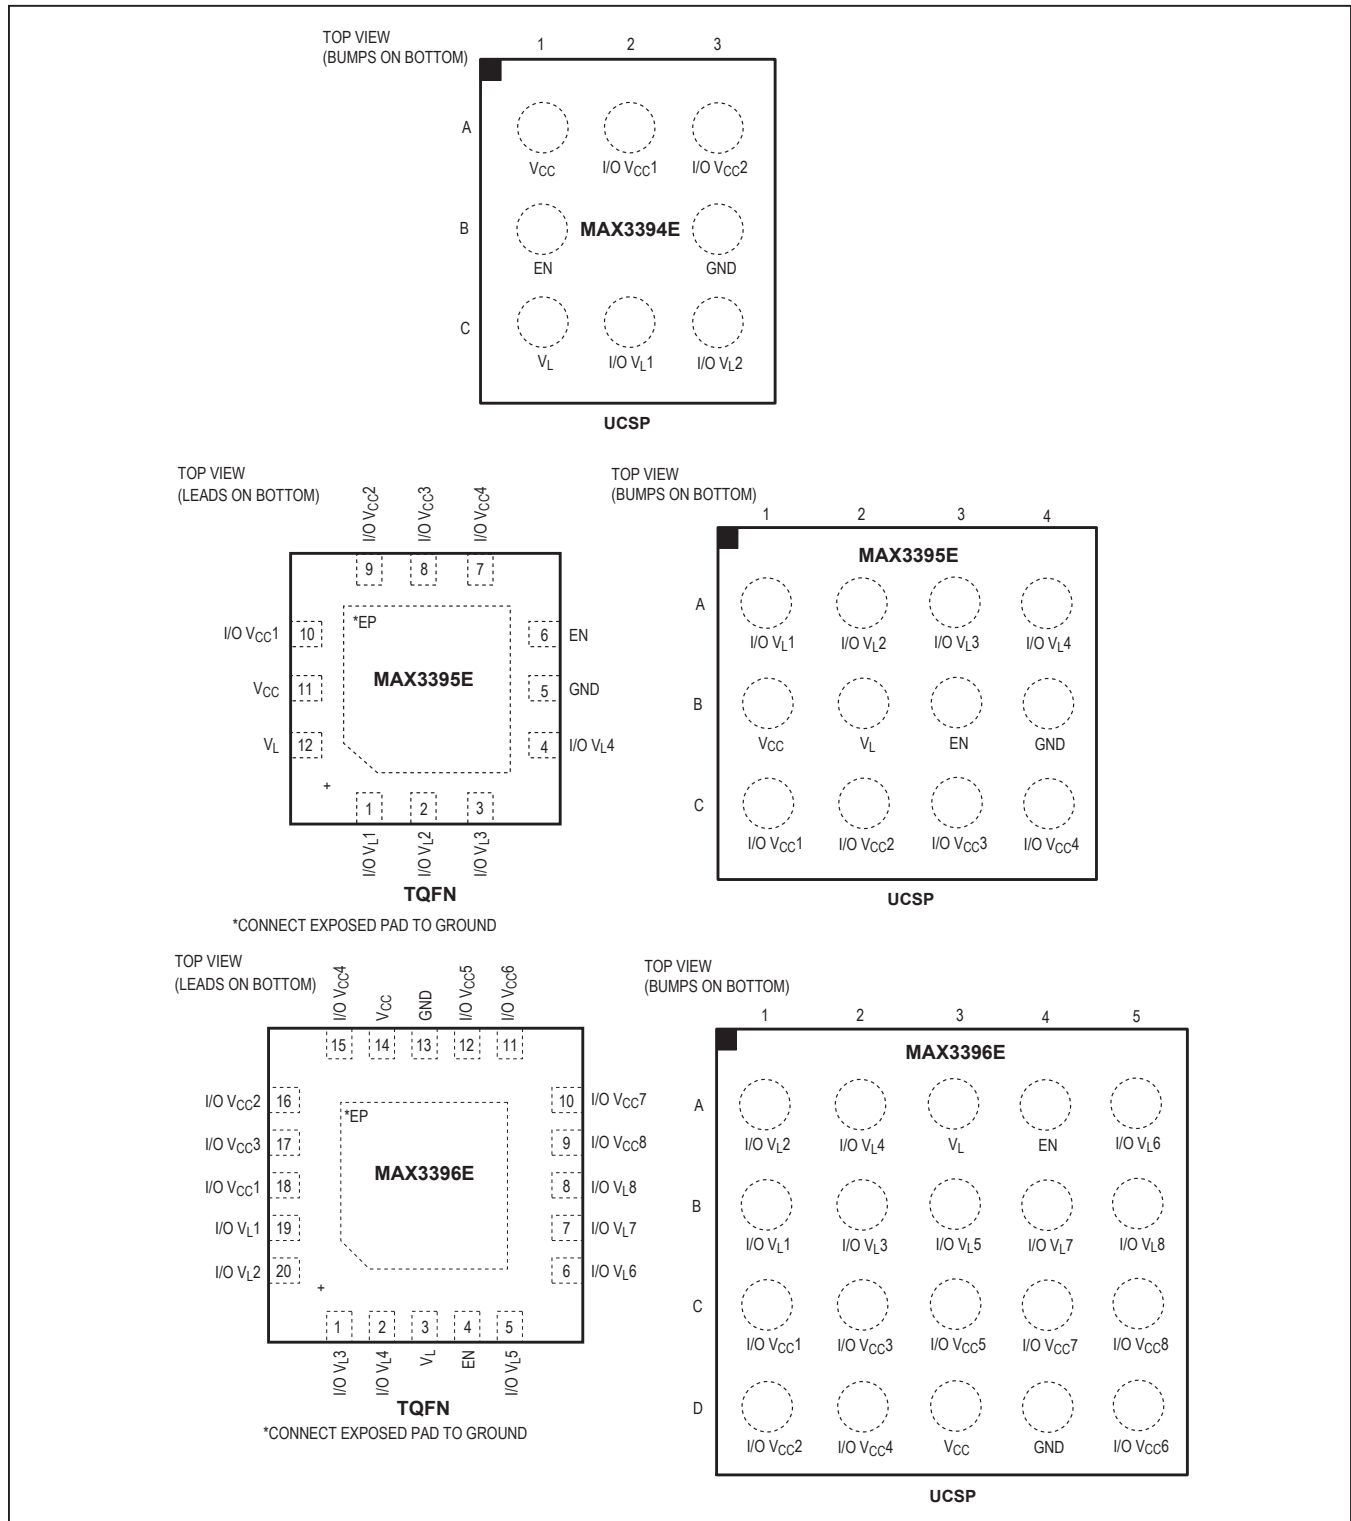 TOP VIEW
(BUMPS ON BOTTOM)
1 2 3
A
VCC I/O VCC1 I/O VCC2
B
MAX3394E
EN GND
C
VL I/O VL1 I/O VL2
UCSP
TOP VIEW
(LEADS ON BOTTOM)
I/O VCC2 I/O VCC3 I/O VCC4
9 8 7
*EP
I/O VCC1 10 6 EN
MAX3395E
VCC 11 5 GND
VL 12 4 I/O VL4
+
1 2 3
I/O VL1 I/O VL2 I/O VL3
TQFN
*CONNECT EXPOSED PAD TO GROUND
TOP VIEW
(BUMPS ON BOTTOM)
1 2 3 4
MAX3395E
A
I/O VL1 I/O VL2 I/O VL3 I/O VL4
B
VCC VL EN GND
C
I/O VCC1 I/O VCC2 I/O VCC3 I/O VCC4
UCSP
TOP VIEW
(LEADS ON BOTTOM)
I/O VCC4 VCC GND I/O VCC5 I/O VCC6
15 14 13 12 11
*EP
I/O VCC2 16 10 I/O VCC7
I/O VCC3 17 9 I/O VCC8
MAX3396E
I/O VCC1 18 8 I/O VL8
I/O VL1 19 7 I/O VL7
I/O VL2 20 6 I/O VL6
+
1 2 3 4 5
I/O VL3 I/O VL4 VL EN I/O VL5
TQFN
*CONNECT EXPOSED PAD TO GROUND
TOP VIEW
(BUMPS ON BOTTOM)
1 2 3 4 5
MAX3396E
A
I/O VL2 I/O VL4 VL EN I/O VL6
B
I/O VL1 I/O VL3 I/O VL5 I/O VL7 I/O VL8
C
I/O VCC1 I/O VCC3 I/O VCC5 I/O VCC7 I/O VCC8
D
I/O VCC2 I/O VCC4 VCC GND I/O VCC6
UCSP